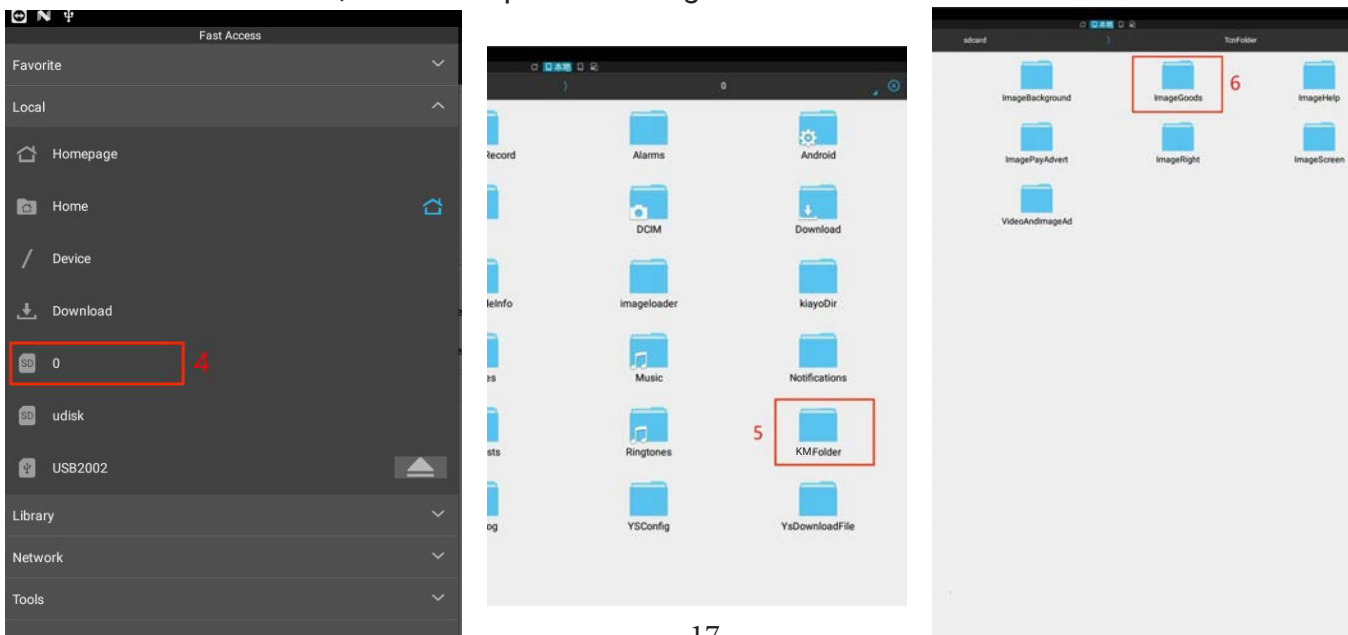 Fast Access
Favorite
Local
Homepage
Home
Device
Download
0
4
udisk
USB2002
Library
Network
Tools
本地
0
Record
Alarms
Android
DCIM
Download
leInfo
imageloader
kiayoDir
es
Music
Notifications
sts
Ringtones
5
KMFolder
og
YSConfig
YsDownloadFile
sdcard
TcnFolder
ImageBackground
ImageGoods
6
ImageHelp
ImagePayAdvert
ImageRight
ImageScreen
VideoAndImageAd
17